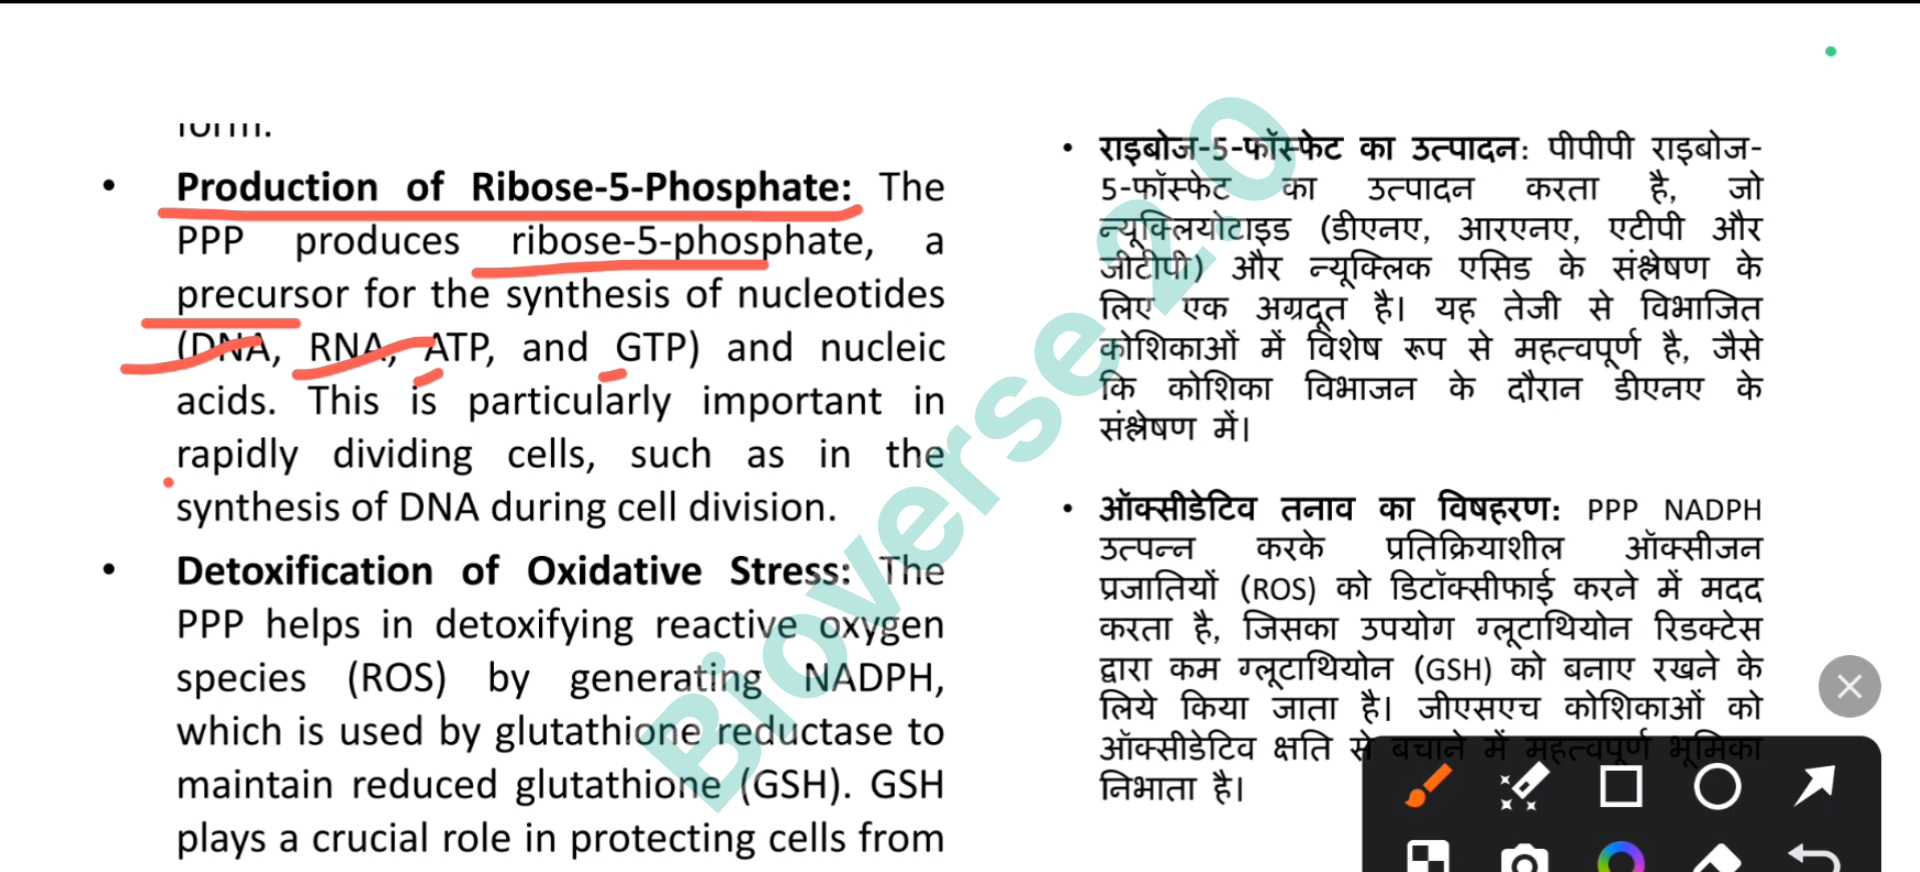 form.
• Production of Ribose-5-Phosphate: The
PPP produces ribose-5-phosphate, a
precursor for the synthesis of nucleotides
(DNA, RNA, ATP, and GTP) and nucleic
acids. This is particularly important in
rapidly dividing cells, such as in the
synthesis of DNA during cell division.
• Detoxification of Oxidative Stress: The
PPP helps in detoxifying reactive oxygen
species (ROS) by generating NADPH,
which is used by glutathione reductase to
maintain reduced glutathione (GSH). GSH
plays a crucial role in protecting cells from
• राइबोज-5-फॉस्फेट का उत्पादन: पीपीपी राइबोज-
5-फॉस्फेट का उत्पादन करता है, जो
न्यूक्लियोटाइड (डीएनए, आरएनए, एटीपी और
जीटीपी) और न्यूक्लिक एसिड के संश्लेषण के
लिए एक अग्रदूत है। यह तेजी से विभाजित
कोशिकाओं में विशेष रूप से महत्वपूर्ण है, जैसे
कि कोशिका विभाजन के दौरान डीएनए के
संश्लेषण में।
• ऑक्सीडेटिव तनाव का विषहरण: PPP NADPH
उत्पन्न करके प्रतिक्रियाशील ऑक्सीजन
प्रजातियों (ROS) को डिटॉक्सीफाई करने में मदद
करता है, जिसका उपयोग ग्लूटाथियोन रिडक्टेस
द्वारा कम ग्लूटाथियोन (GSH) को बनाए रखने के
लिये किया जाता है। जीएसएच कोशिकाओं को
ऑक्सीडेटिव क्षति से बचाने में महत्वपूर्ण भूमिका
निभाता है।
Bioverse 2.0